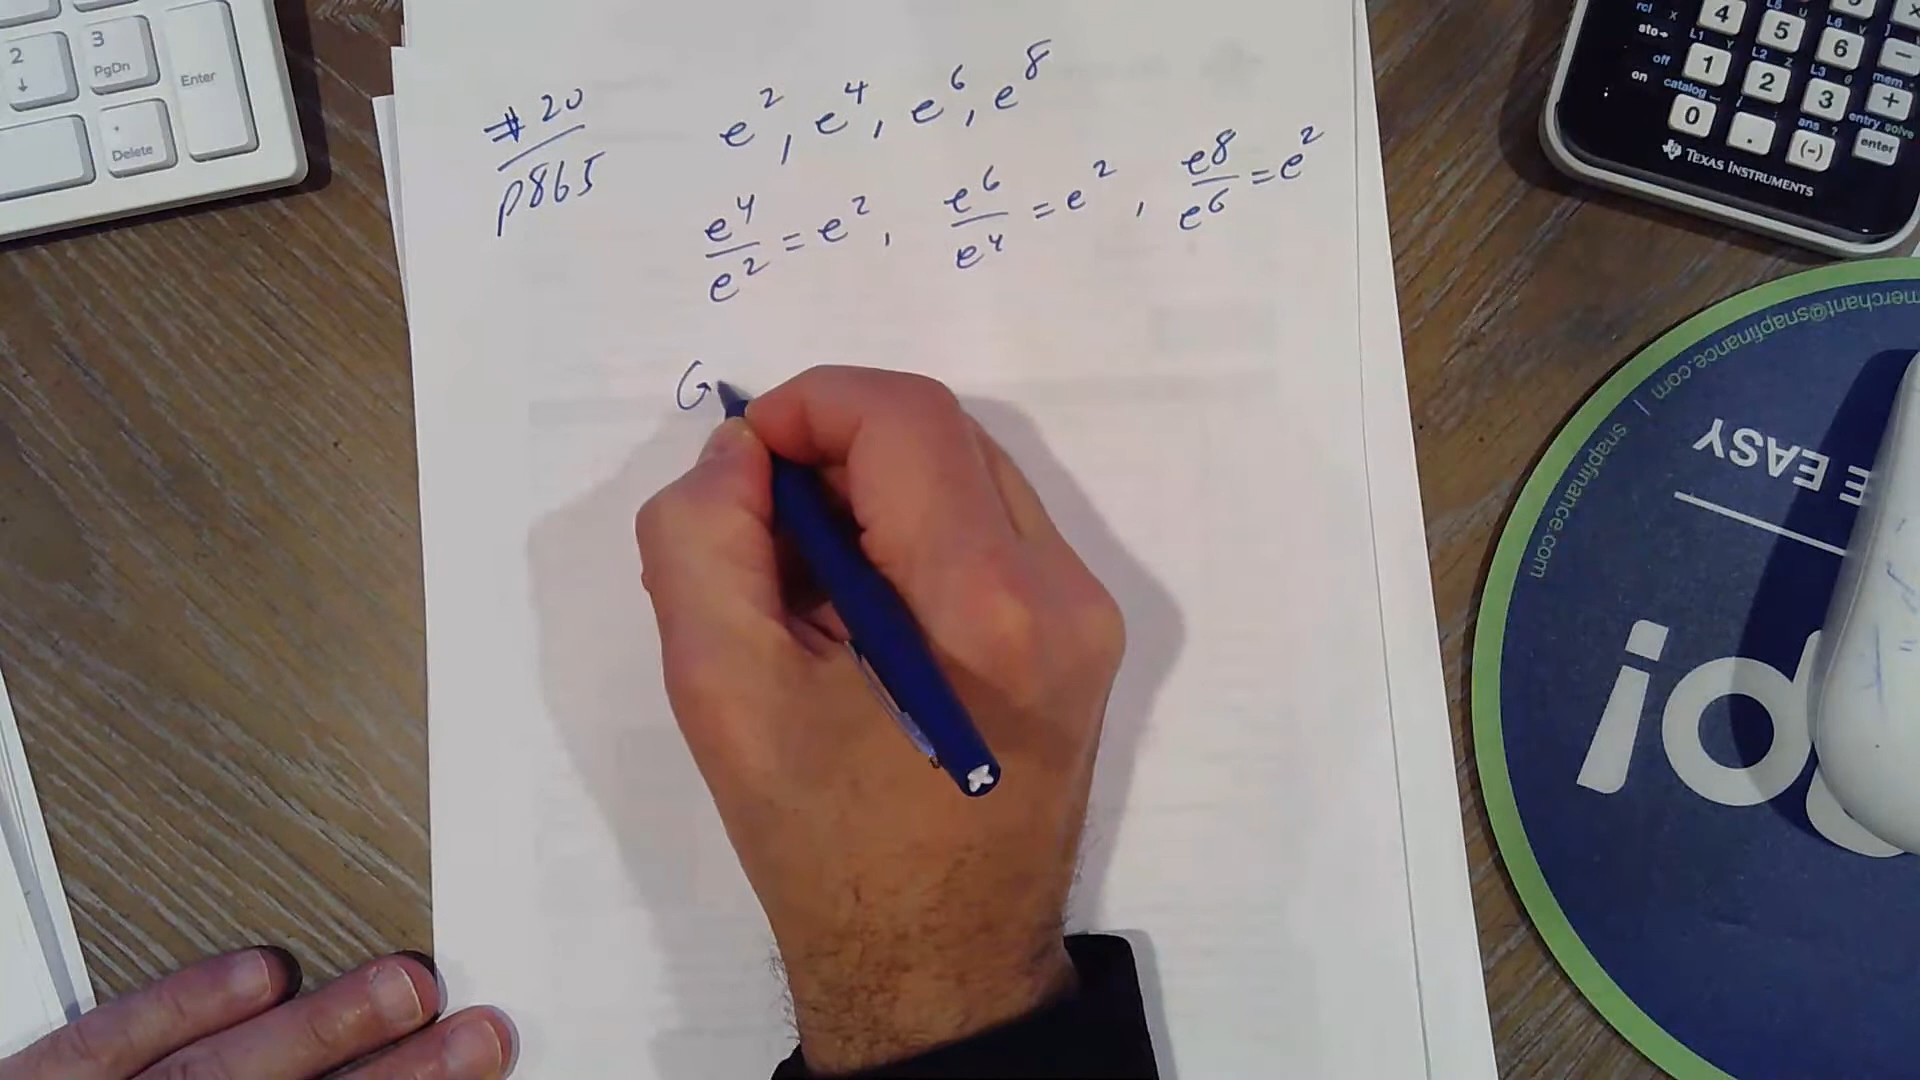 #20
p865
e², e⁴, e⁶, e⁸
e⁴/e² = e², e⁶/e⁴ = e², e⁸/e⁶ = e²
G
2
↓
3
PgDn
Enter
.
Delete
rcl X 4 L5 U 5 L6 V 6
sto→ L1 Y 1 L2 Z 2 L3 θ 3 mem " +
off
on catalog 0 : . ans ? (-) entry solve enter
TEXAS INSTRUMENTS
merchant@snapfinance.com | snapfinance.com
E EASY